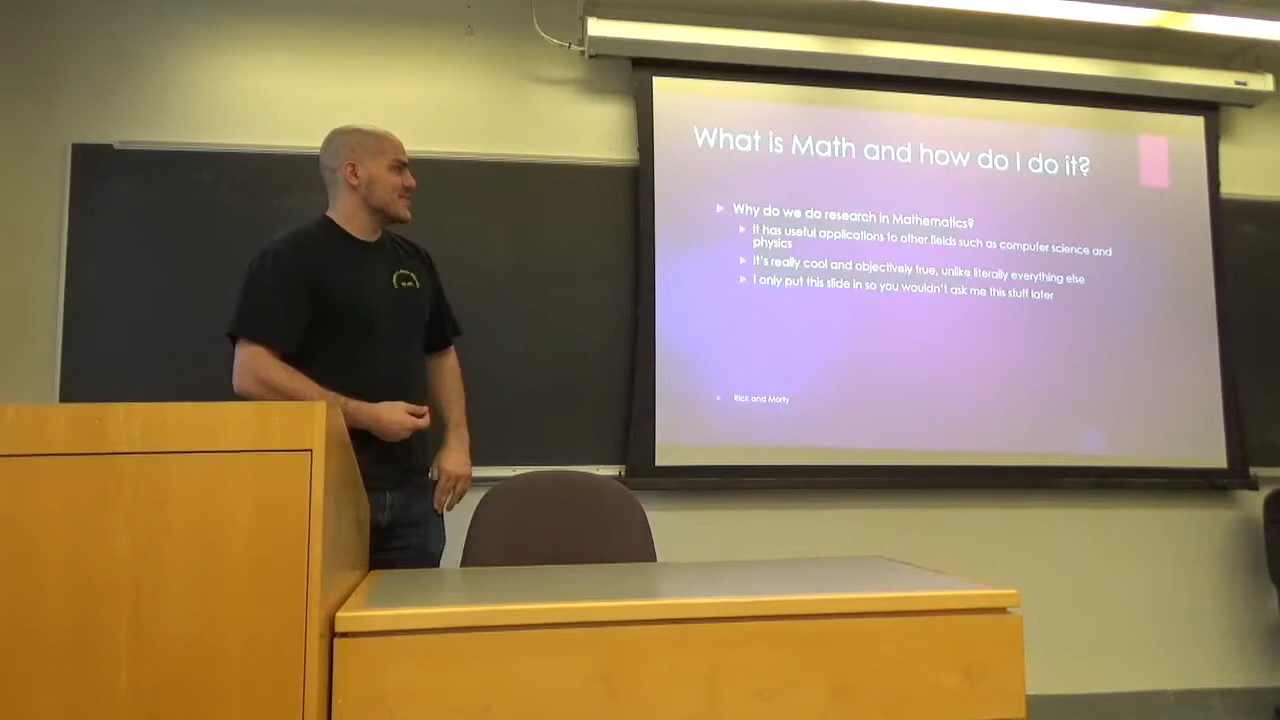 What is Math and how do I do it?
Why do we do research in Mathematics?
It has useful applications to other fields such as computer science and
physics
It's really cool and objectively true, unlike literally everything else
I only put this slide in so you wouldn't ask me this stuff later
Rick and Morty